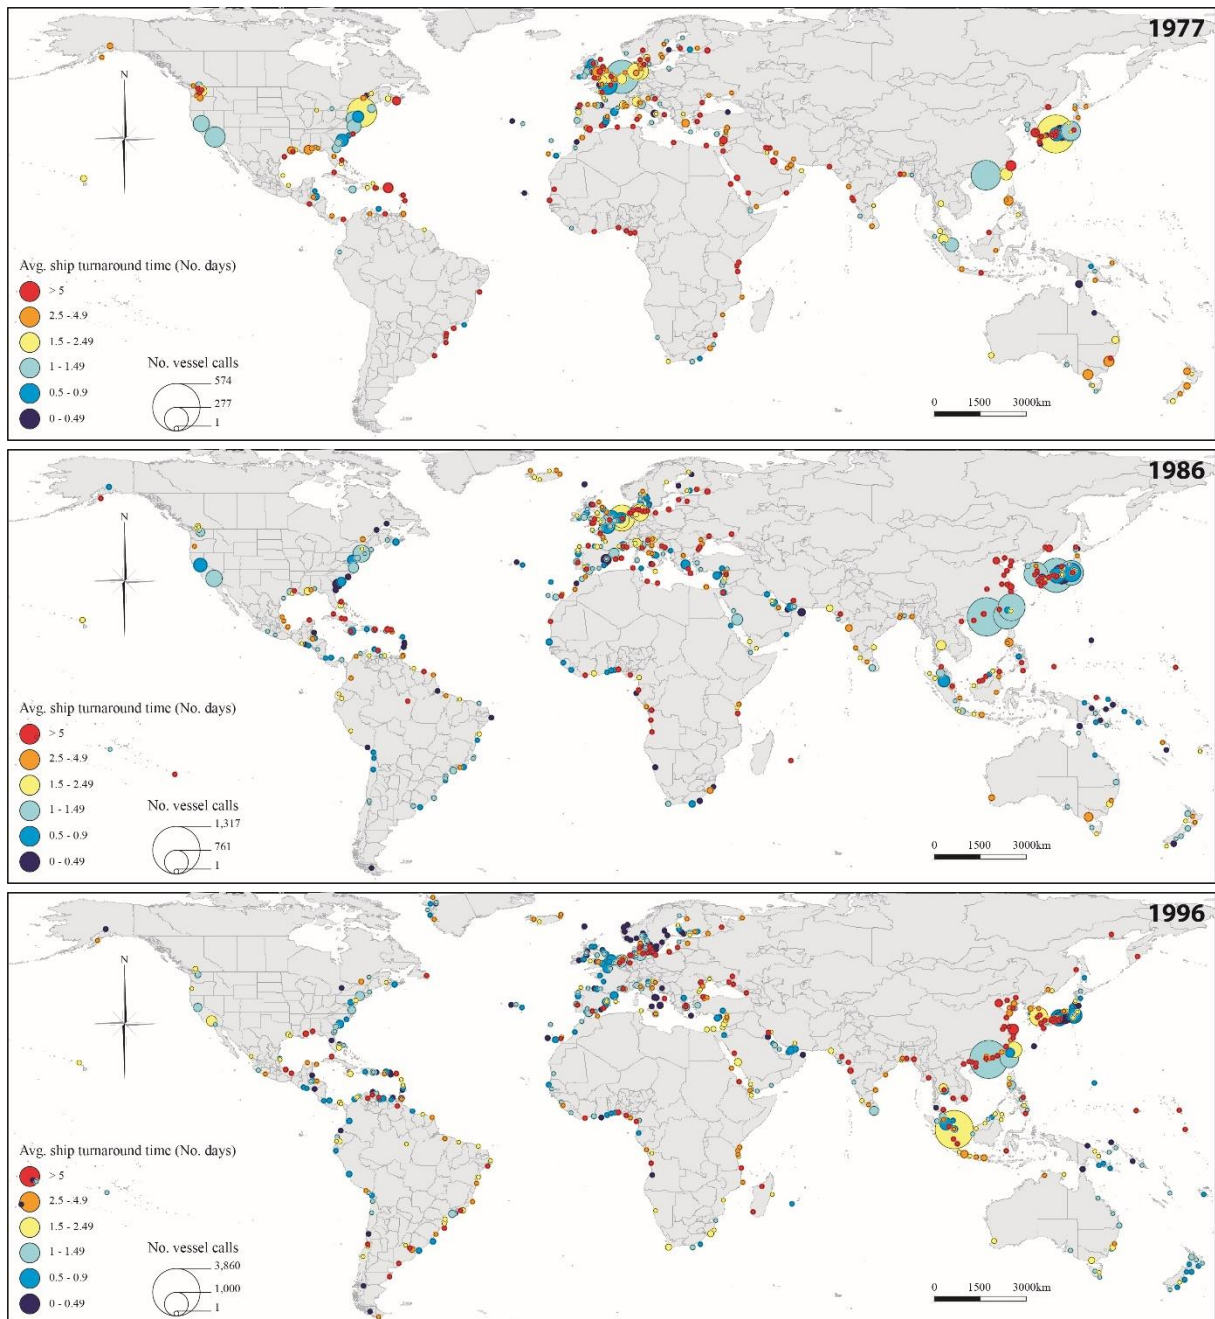 1977
N
Avg. ship turnaround time (No. days)
> 5
2.5 - 4.9
1.5 - 2.49
1 - 1.49
0.5 - 0.9
0 - 0.49
No. vessel calls
574
277
1
0 1500 3000km
1986
N
Avg. ship turnaround time (No. days)
> 5
2.5 - 4.9
1.5 - 2.49
1 - 1.49
0.5 - 0.9
0 - 0.49
No. vessel calls
1,317
761
1
0 1500 3000km
1996
N
Avg. ship turnaround time (No. days)
> 5
2.5 - 4.9
1.5 - 2.49
1 - 1.49
0.5 - 0.9
0 - 0.49
No. vessel calls
3,860
1,000
1
0 1500 3000km